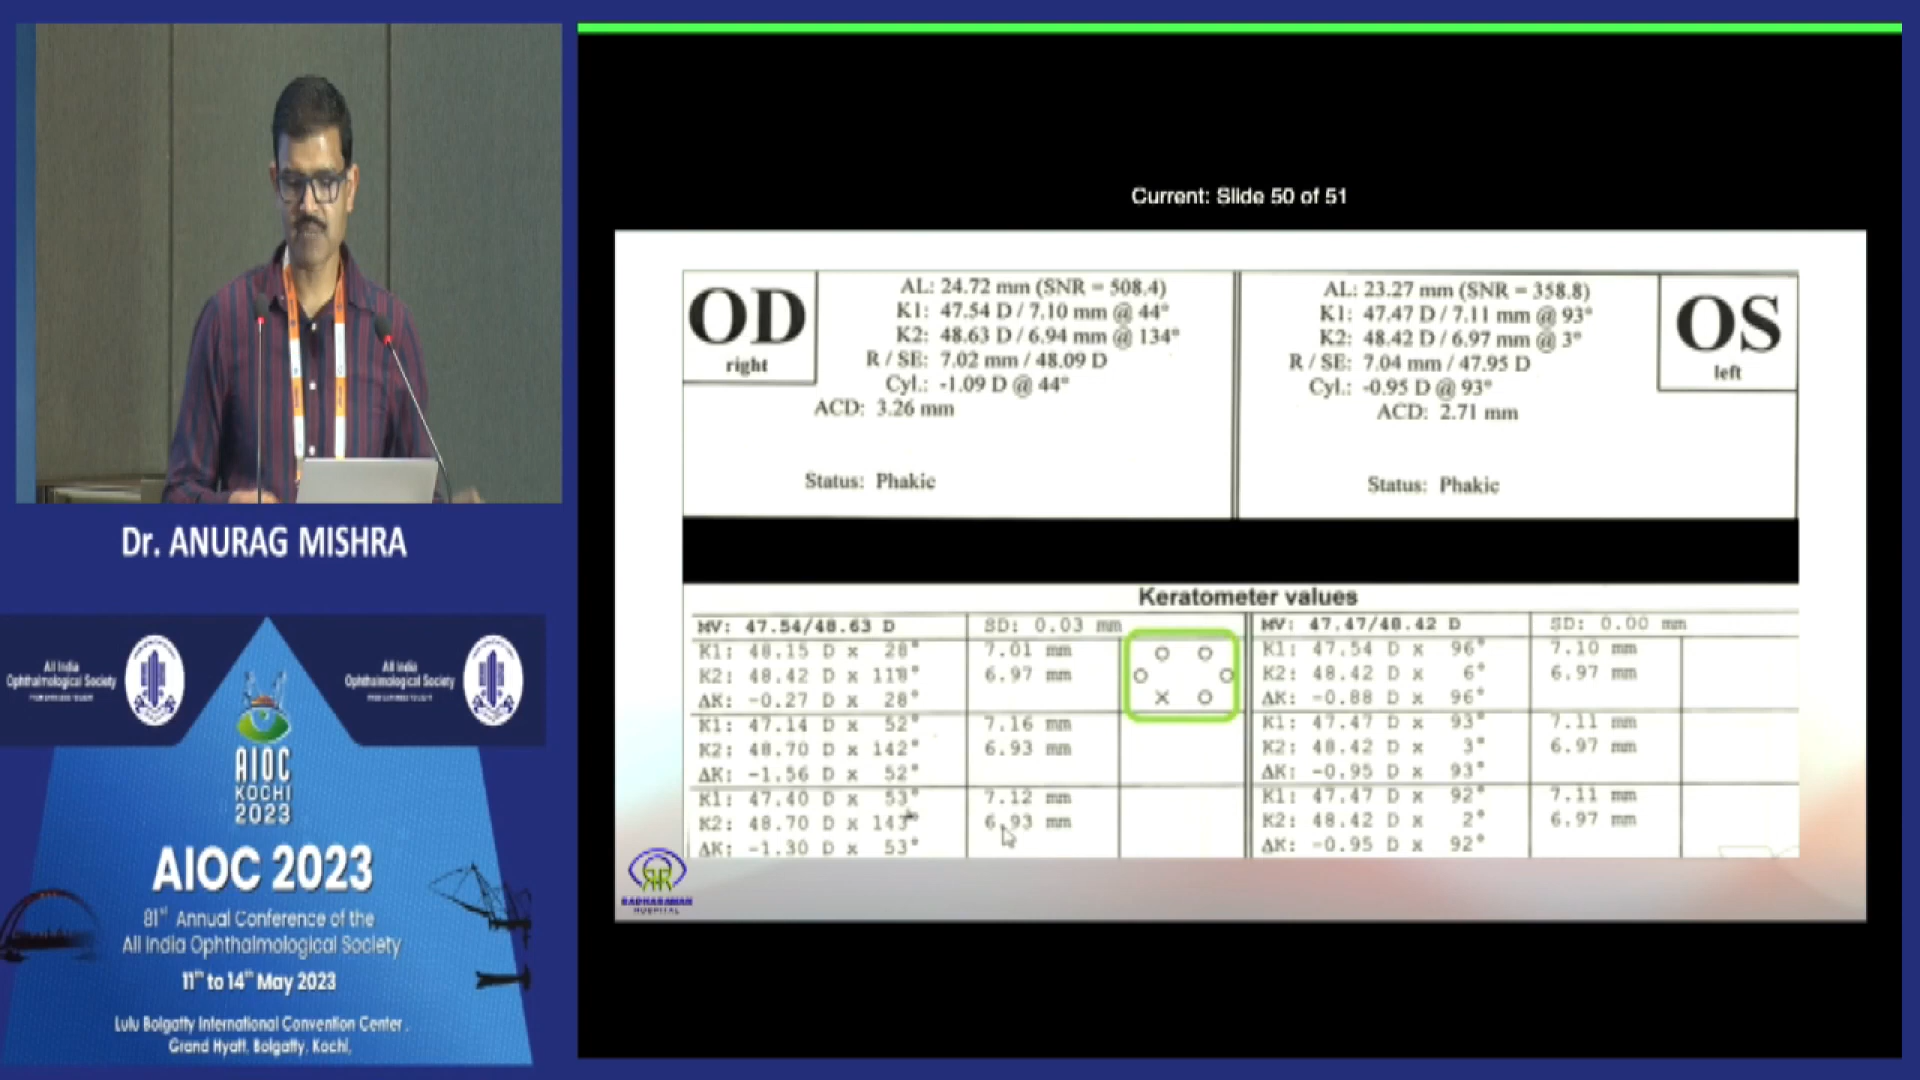 Current: Slide 50 of 51
OD
right
AL: 24.72 mm (SNR = 508.4)
K1: 47.54 D / 7.10 mm @ 44°
K2: 48.63 D / 6.94 mm @ 134°
R / SE: 7.02 mm / 48.09 D
Cyl.: -1.09 D @ 44°
ACD: 3.26 mm
Status: Phakic
AL: 23.27 mm (SNR = 358.8)
K1: 47.47 D / 7.11 mm @ 93°
K2: 48.42 D / 6.97 mm @ 3°
R / SE: 7.04 mm / 47.95 D
Cyl.: -0.95 D @ 93°
ACD: 2.71 mm
Status: Phakic
OS
left
Keratometer values
MV: 47.54/48.63 D SD: 0.03 mm
K1: 48.15 D x 28° 7.01 mm
K2: 48.42 D x 118° 6.97 mm
ΔK: -0.27 D x 28°
K1: 47.14 D x 52° 7.16 mm
K2: 48.70 D x 142° 6.93 mm
ΔK: -1.56 D x 52°
K1: 47.40 D x 53° 7.12 mm
K2: 48.70 D x 143° 6.93 mm
ΔK: -1.30 D x 53°
MV: 47.47/48.42 D SD: 0.00 mm
K1: 47.54 D x 96° 7.10 mm
K2: 48.42 D x 6° 6.97 mm
ΔK: -0.88 D x 96°
K1: 47.47 D x 93° 7.11 mm
K2: 48.42 D x 3° 6.97 mm
ΔK: -0.95 D x 93°
K1: 47.47 D x 92° 7.11 mm
K2: 48.42 D x 2° 6.97 mm
ΔK: -0.95 D x 92°
RADHARAMAN
HOSPITAL
Dr. ANURAG MISHRA
All India
Ophthalmological Society
All India
Ophthalmological Society
AIOC
KOCHI
2023
AIOC 2023
81st Annual Conference of the
All India Ophthalmological Society
11th to 14th May 2023
Lulu Bolgatty International Convention Center,
Grand Hyatt, Bolgatty, Kochi,